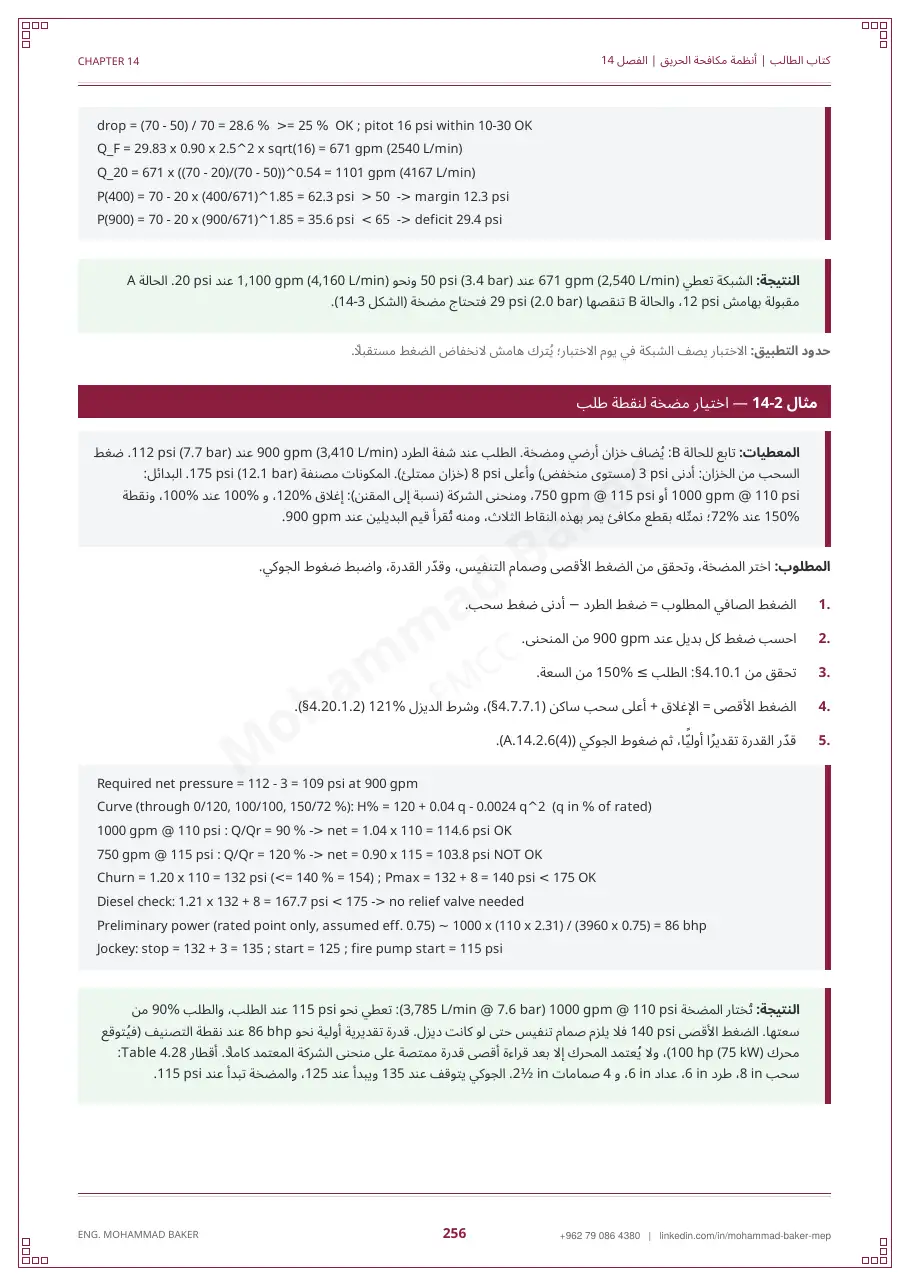 CHAPTER 14
كتاب الطالب | أنظمة مكافحة الحريق | الفصل 14
drop = (70 - 50) / 70 = 28.6 %  >= 25 %  OK ; pitot 16 psi within 10-30 OK
Q_F = 29.83 x 0.90 x 2.5^2 x sqrt(16) = 671 gpm (2540 L/min)
Q_20 = 671 x ((70 - 20)/(70 - 50))^0.54 = 1101 gpm (4167 L/min)
P(400) = 70 - 20 x (400/671)^1.85 = 62.3 psi  > 50  -> margin 12.3 psi
P(900) = 70 - 20 x (900/671)^1.85 = 35.6 psi  < 65  -> deficit 29.4 psi
النتيجة: الشبكة تعطي 671 gpm (2,540 L/min) عند 50 psi (3.4 bar) ونحو 1,100 gpm (4,160 L/min) عند 20 psi. الحالة A
مقبولة بهامش 12 psi، والحالة B تنقصها 29 psi (2.0 bar) فتحتاج مضخة (الشكل 3-14).
حدود التطبيق: الاختبار يصف الشبكة في يوم الاختبار؛ يُترك هامش لانخفاض الضغط مستقبلًا.
مثال 2-14 — اختيار مضخة لنقطة طلب
المعطيات: تابع للحالة B: يُضاف خزان أرضي ومضخة. الطلب عند شفة الطرد 900 gpm (3,410 L/min) عند 112 psi (7.7 bar). ضغط
السحب من الخزان: أدنى 3 psi (مستوى منخفض) وأعلى 8 psi (خزان ممتلئ). المكونات مصنفة 175 psi (12.1 bar). البدائل:
1000 gpm @ 110 psi أو 750 gpm @ 115 psi، ومنحنى الشركة (نسبة إلى المقنن): إغلاق 120%، و 100% عند 100%، ونقطة
150% عند 72%؛ نمثّله بقطع مكافئ يمر بهذه النقاط الثلاث، ومنه تُقرأ قيم البديلين عند 900 gpm.
المطلوب: اختر المضخة، وتحقق من الضغط الأقصى وصمام التنفيس، وقدّر القدرة، واضبط ضغوط الجوكي.
1. الضغط الصافي المطلوب = ضغط الطرد − أدنى ضغط سحب.
2. احسب ضغط كل بديل عند 900 gpm من المنحنى.
3. تحقق من §4.10.1: الطلب ≤ 150% من السعة.
4. الضغط الأقصى = الإغلاق + أعلى سحب ساكن (§4.7.7.1)، وشرط الديزل 121% (§4.20.1.2).
5. قدّر القدرة تقديرًا أوليًّا، ثم ضغوط الجوكي (A.14.2.6(4)).
Required net pressure = 112 - 3 = 109 psi at 900 gpm
Curve (through 0/120, 100/100, 150/72 %): H% = 120 + 0.04 q - 0.0024 q^2  (q in % of rated)
1000 gpm @ 110 psi : Q/Qr = 90 % -> net = 1.04 x 110 = 114.6 psi OK
750 gpm @ 115 psi : Q/Qr = 120 % -> net = 0.90 x 115 = 103.8 psi NOT OK
Churn = 1.20 x 110 = 132 psi (<= 140 % = 154) ; Pmax = 132 + 8 = 140 psi < 175 OK
Diesel check: 1.21 x 132 + 8 = 167.7 psi < 175 -> no relief valve needed
Preliminary power (rated point only, assumed eff. 0.75) ~ 1000 x (110 x 2.31) / (3960 x 0.75) = 86 bhp
Jockey: stop = 132 + 3 = 135 ; start = 125 ; fire pump start = 115 psi
النتيجة: تُختار المضخة 1000 gpm @ 110 psi (3,785 L/min @ 7.6 bar): تعطي نحو 115 psi عند الطلب، والطلب 90% من
سعتها. الضغط الأقصى 140 psi فلا يلزم صمام تنفيس حتى لو كانت ديزل. قدرة تقديرية أولية نحو 86 bhp عند نقطة التصنيف (فيُتوقع
محرك 100 hp (75 kW)، ولا يُعتمد المحرك إلا بعد قراءة أقصى قدرة ممتصة على منحنى الشركة المعتمد كاملًا. أقطار Table 4.28:
سحب 8 in، طرد 6 in، عداد 6 in، و 4 صمامات 2½ in. الجوكي يتوقف عند 135 ويبدأ عند 125، والمضخة تبدأ عند 115 psi.
Mohammad Baker
FMCC
ENG. MOHAMMAD BAKER
256
+962 79 086 4380 | linkedin.com/in/mohammad-baker-mep